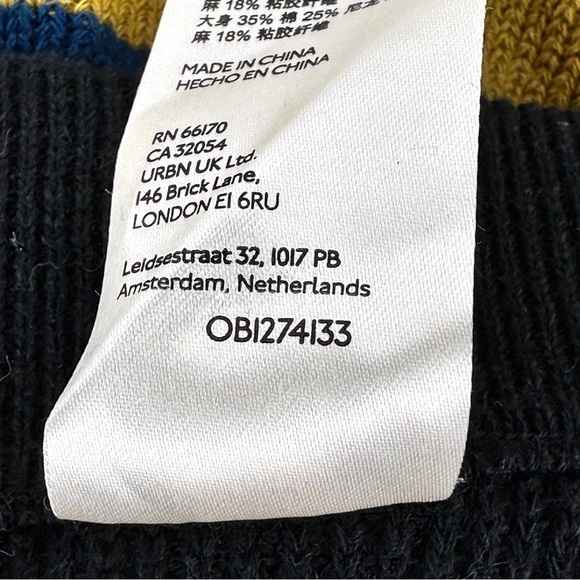 麻 18% 粘胶纤维
大身 35% 棉 25% 尼龙
麻 18% 粘胶纤维
MADE IN CHINA
HECHO EN CHINA
RN 66170
CA 32054
URBN UK Ltd.
146 Brick Lane,
LONDON E1 6RU
Leidsestraat 32, 1017 PB
Amsterdam, Netherlands
OB1274133